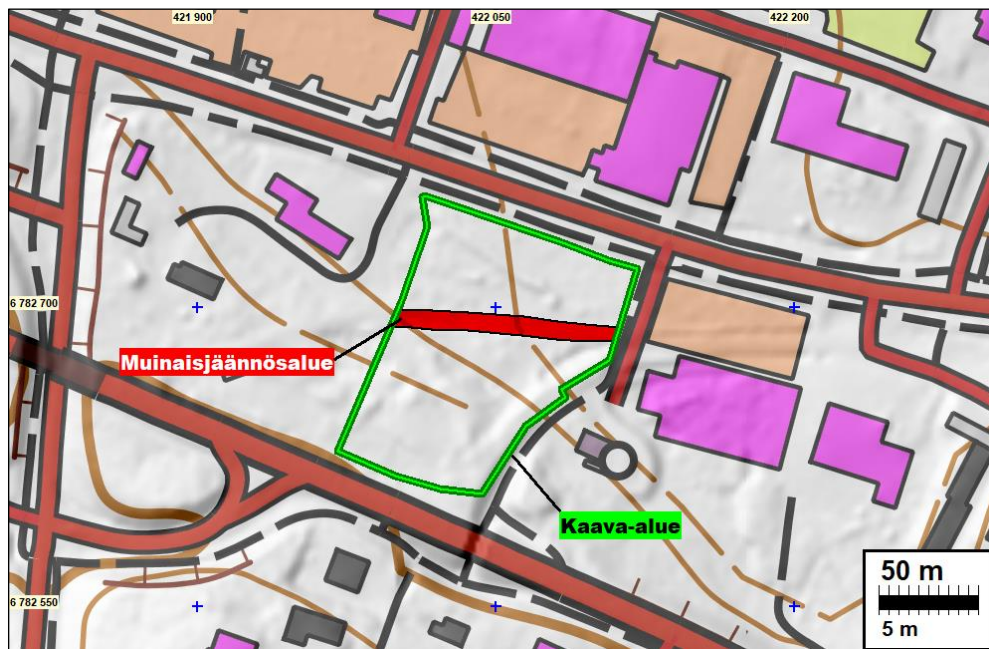 421 900
422 050
422 200
6 782 700
Muinaisjäännösalue
Kaava-alue
50 m
5 m
6 782 550